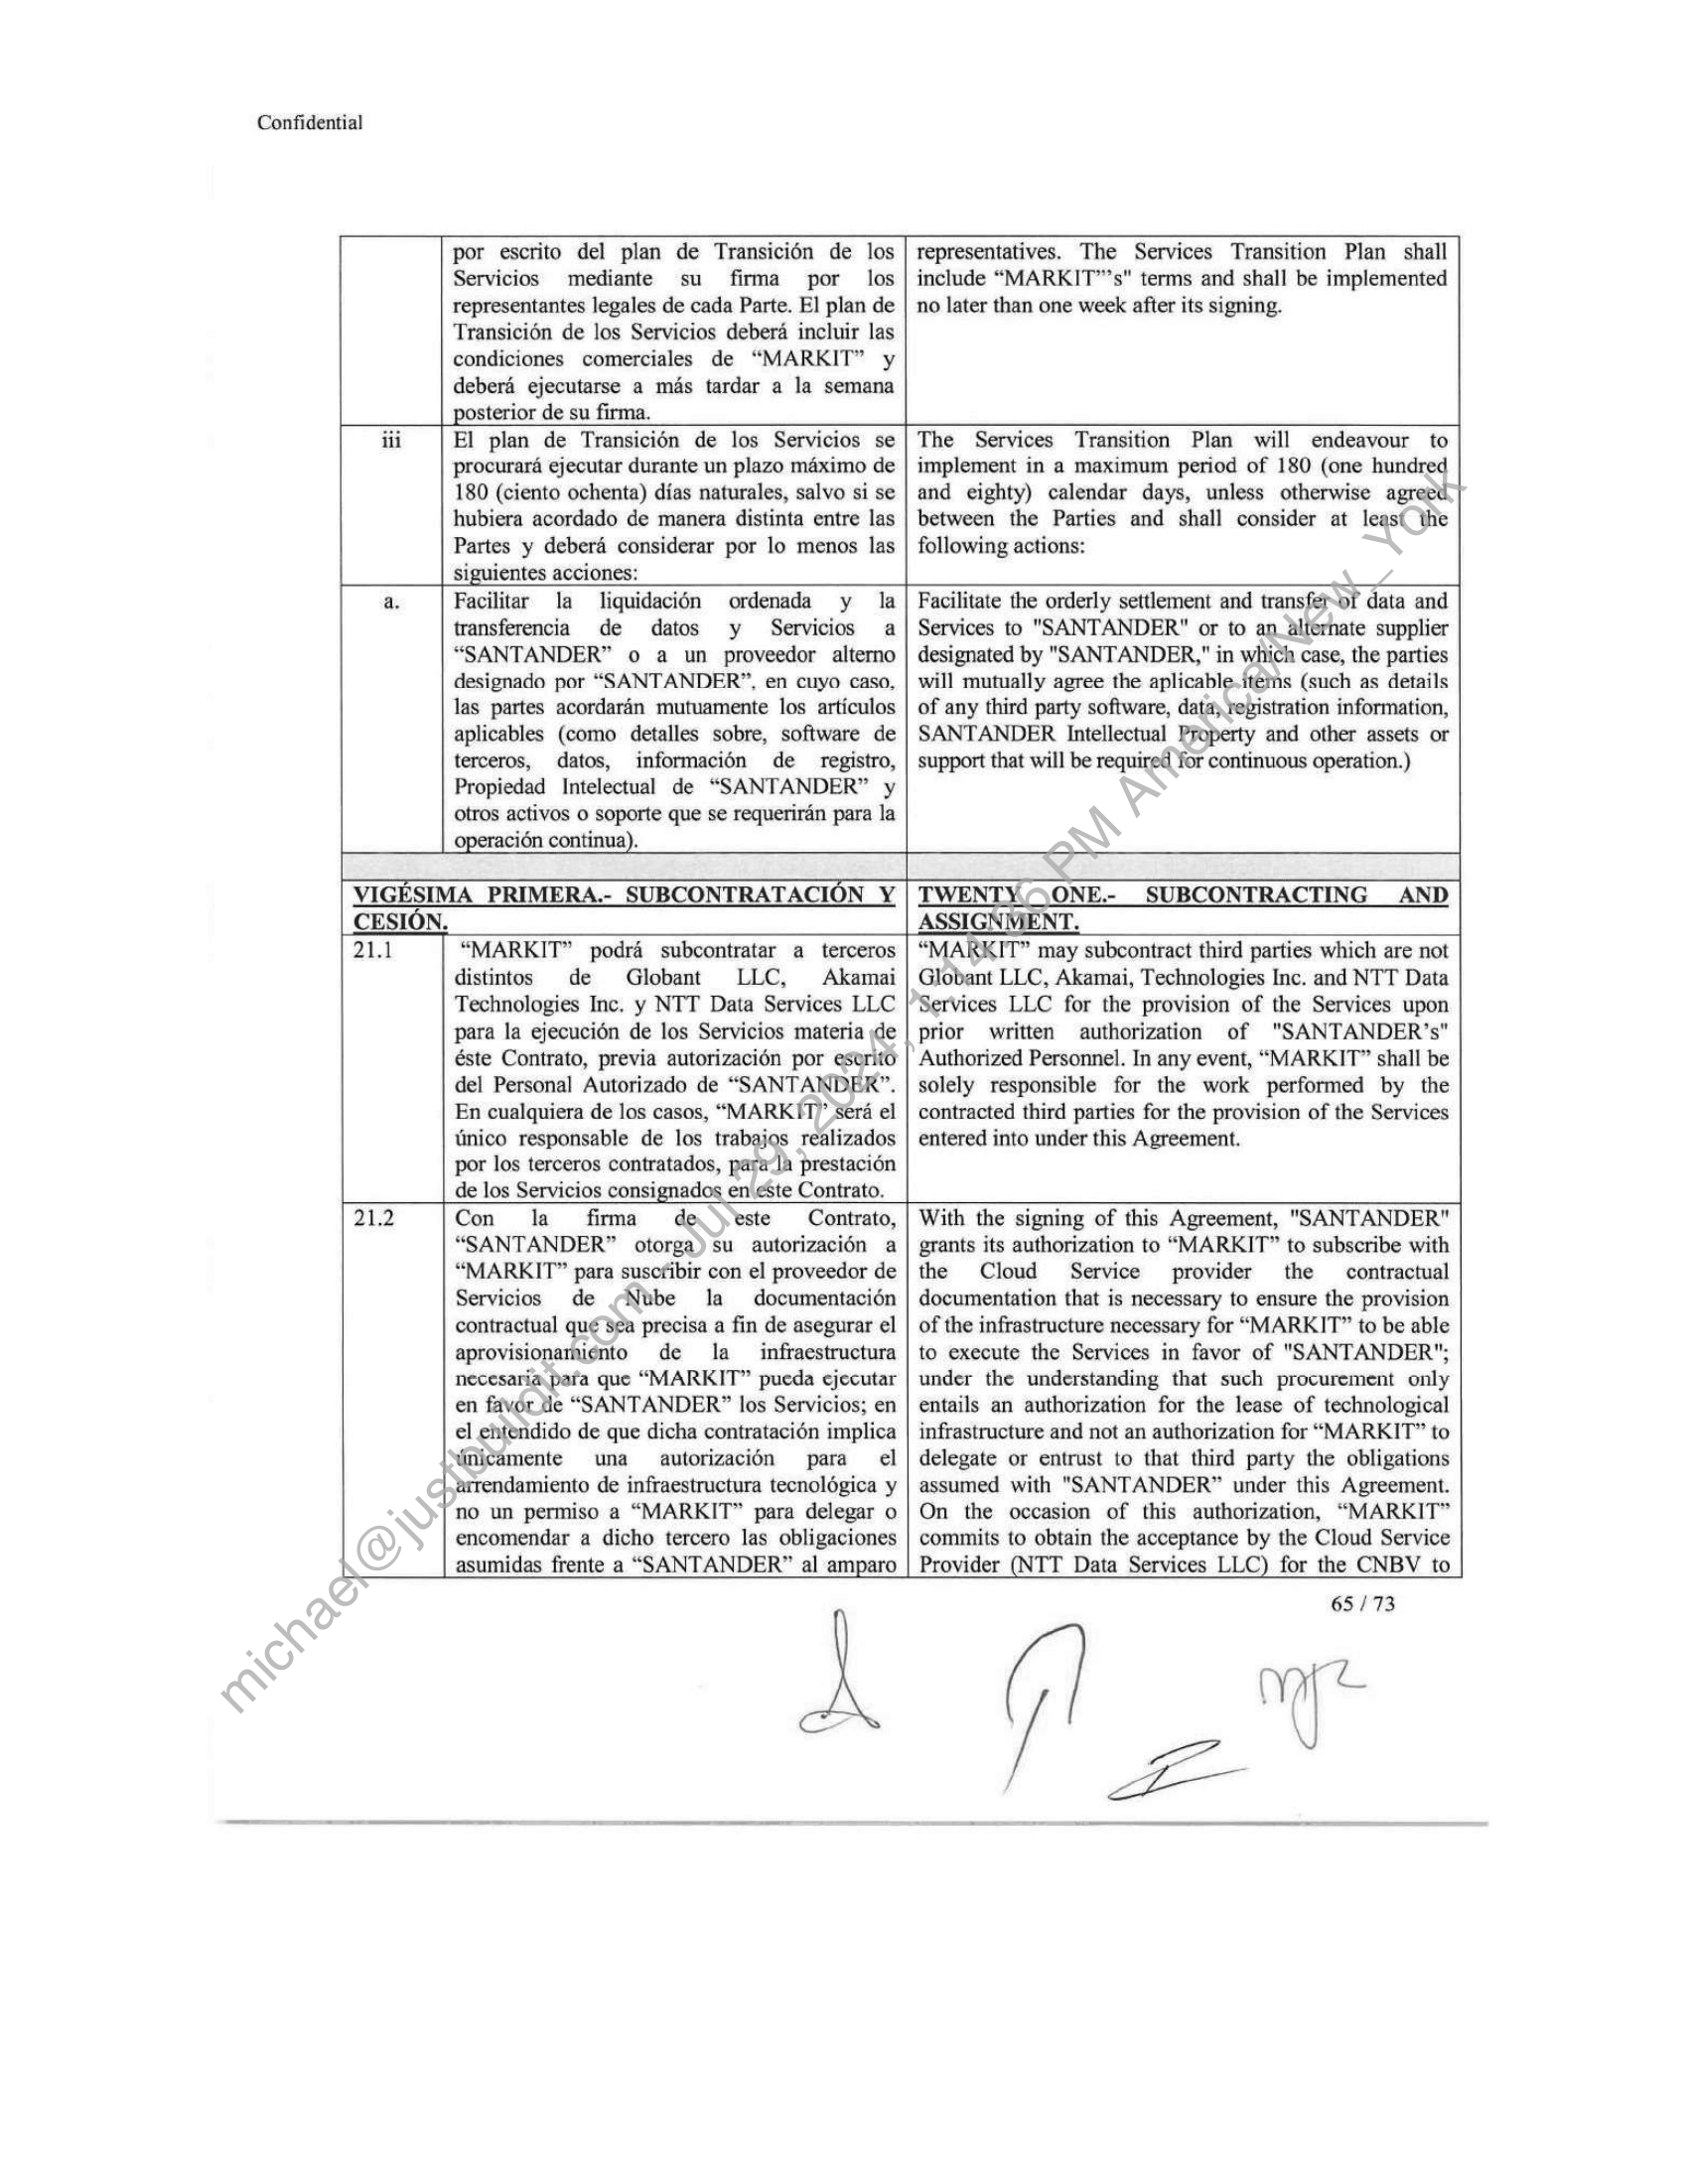 Confidential
por escrito del plan de Transición de los
Servicios mediante su firma por los
representantes legales de cada Parte. El plan de
Transición de los Servicios deberá incluir las
condiciones comerciales de “MARKIT” y
deberá ejecutarse a más tardar a la semana
posterior de su firma.
representatives. The Services Transition Plan shall
include “MARKIT”'s" terms and shall be implemented
no later than one week after its signing.
iii
El plan de Transición de los Servicios se
procurará ejecutar durante un plazo máximo de
180 (ciento ochenta) días naturales, salvo si se
hubiera acordado de manera distinta entre las
Partes y deberá considerar por lo menos las
siguientes acciones:
The Services Transition Plan will endeavour to
implement in a maximum period of 180 (one hundred
and eighty) calendar days, unless otherwise agreed
between the Parties and shall consider at least the
following actions:
a.
Facilitar la liquidación ordenada y la
transferencia de datos y Servicios a
“SANTANDER” o a un proveedor alterno
designado por “SANTANDER”, en cuyo caso,
las partes acordarán mutuamente los artículos
aplicables (como detalles sobre, software de
terceros, datos, información de registro,
Propiedad Intelectual de “SANTANDER” y
otros activos o soporte que se requerirán para la
operación continua).
Facilitate the orderly settlement and transfer of data and
Services to "SANTANDER" or to an alternate supplier
designated by "SANTANDER," in which case, the parties
will mutually agree the aplicable items (such as details
of any third party software, data, registration information,
SANTANDER Intellectual Property and other assets or
support that will be required for continuous operation.)
VIGÉSIMA PRIMERA.- SUBCONTRATACIÓN Y
CESIÓN.
TWENTY ONE.- SUBCONTRACTING AND
ASSIGNMENT.
21.1
“MARKIT” podrá subcontratar a terceros
distintos de Globant LLC, Akamai
Technologies Inc. y NTT Data Services LLC
para la ejecución de los Servicios materia de
éste Contrato, previa autorización por escrito
del Personal Autorizado de “SANTANDER”.
En cualquiera de los casos, “MARKIT” será el
único responsable de los trabajos realizados
por los terceros contratados, para la prestación
de los Servicios consignados en este Contrato.
“MARKIT” may subcontract third parties which are not
Globant LLC, Akamai, Technologies Inc. and NTT Data
Services LLC for the provision of the Services upon
prior written authorization of "SANTANDER’s"
Authorized Personnel. In any event, “MARKIT” shall be
solely responsible for the work performed by the
contracted third parties for the provision of the Services
entered into under this Agreement.
21.2
Con la firma de este Contrato,
“SANTANDER” otorga su autorización a
“MARKIT” para suscribir con el proveedor de
Servicios de Nube la documentación
contractual que sea precisa a fin de asegurar el
aprovisionamiento de la infraestructura
necesaria para que “MARKIT” pueda ejecutar
en favor de “SANTANDER” los Servicios; en
el entendido de que dicha contratación implica
únicamente una autorización para el
arrendamiento de infraestructura tecnológica y
no un permiso a “MARKIT” para delegar o
encomendar a dicho tercero las obligaciones
asumidas frente a “SANTANDER” al amparo
With the signing of this Agreement, "SANTANDER"
grants its authorization to “MARKIT” to subscribe with
the Cloud Service provider the contractual
documentation that is necessary to ensure the provision
of the infrastructure necessary for “MARKIT” to be able
to execute the Services in favor of "SANTANDER";
under the understanding that such procurement only
entails an authorization for the lease of technological
infrastructure and not an authorization for “MARKIT” to
delegate or entrust to that third party the obligations
assumed with "SANTANDER” under this Agreement.
On the occasion of this authorization, “MARKIT”
commits to obtain the acceptance by the Cloud Service
Provider (NTT Data Services LLC) for the CNBV to
65 / 73
michael@justbuildit.com - Jul 29, 2024, 1:14:36 PM America/New_York